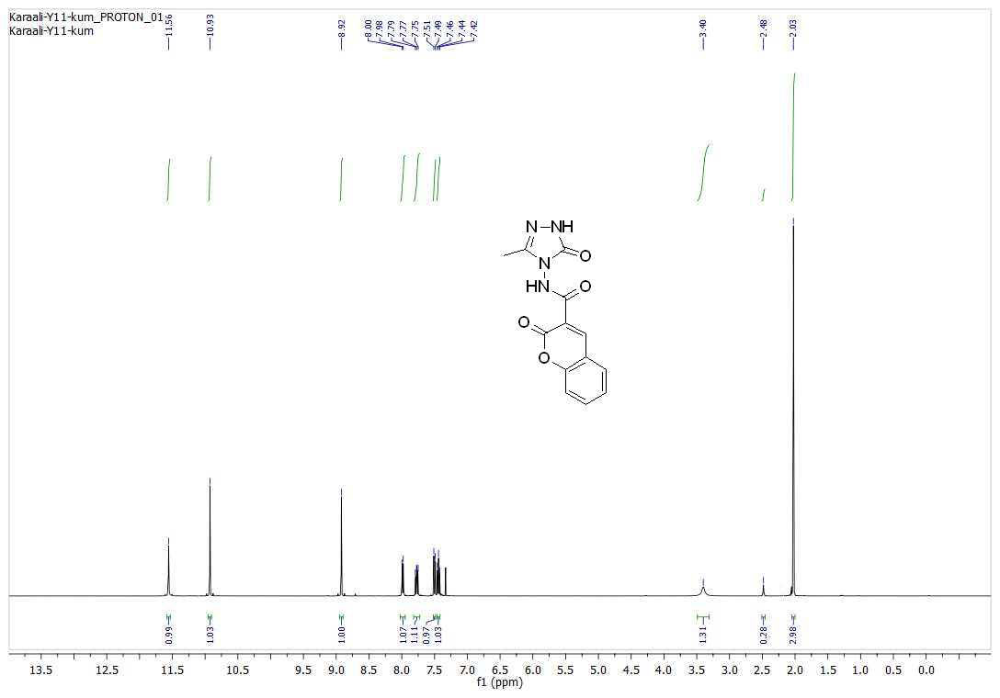 Karaali-Y11-kum_PROTON_01
Karaali-Y11-kum
11.56
10.93
8.92
8.00
7.98
7.79
7.77
7.75
7.51
7.49
7.46
7.44
7.42
3.40
2.48
2.03
N NH
O
N
HN O
O
O
0.99
1.03
1.00
1.07
1.11
0.97
1.03
1.31
0.28
2.98
13.5 12.5 11.5 10.5 9.5 9.0 8.5 8.0 7.5 7.0 6.5 6.0 5.5 5.0 4.5 4.0 3.5 3.0 2.5 2.0 1.5 1.0 0.5 0.0
f1 (ppm)